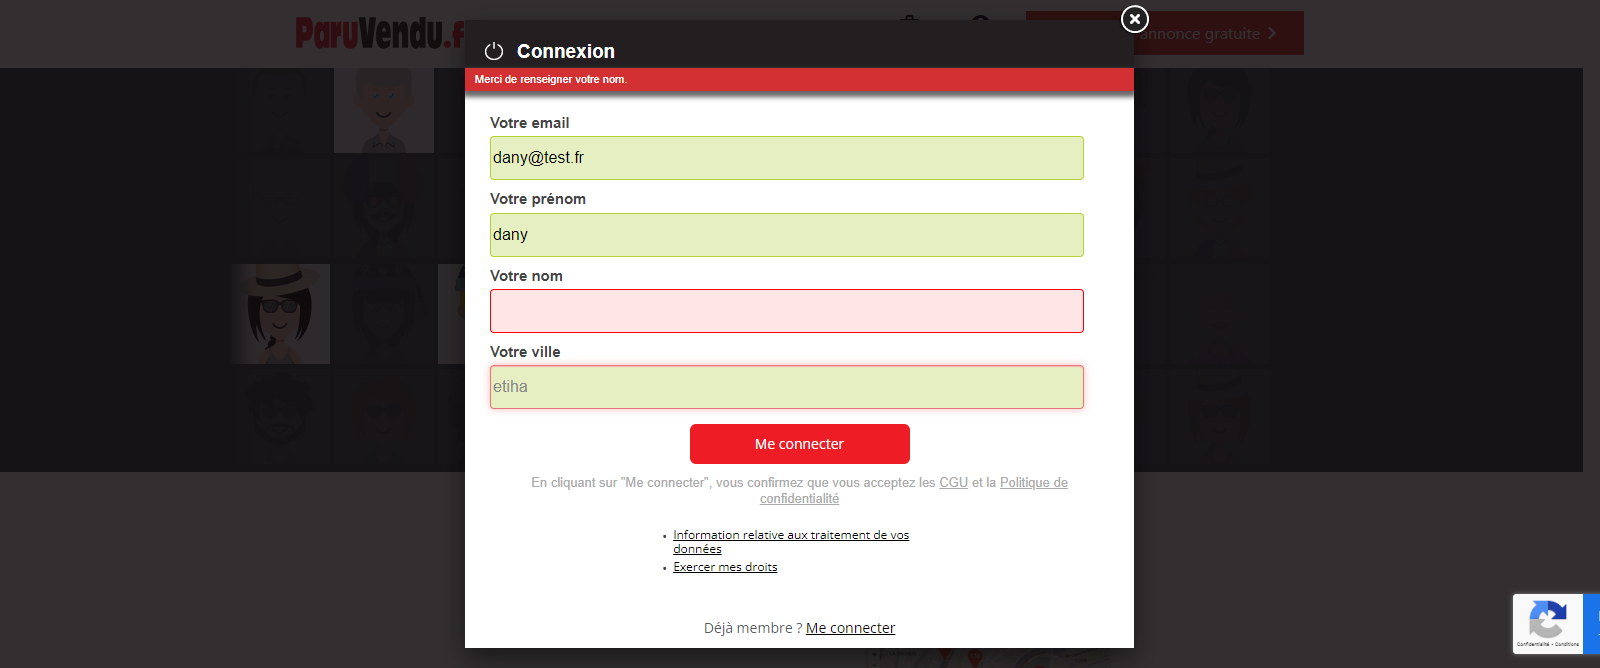 ParuVendu.f
annonce gratuite
Connexion
Merci de renseigner votre nom.
Votre email
dany@test.fr
Votre prénom
dany
Votre nom
Votre ville
etiha
Me connecter
En cliquant sur "Me connecter", vous confirmez que vous acceptez les CGU et la Politique de
confidentialité
• Information relative aux traitement de vos
données
• Exercer mes droits
Déjà membre ? Me connecter
Confidentialité - Conditions